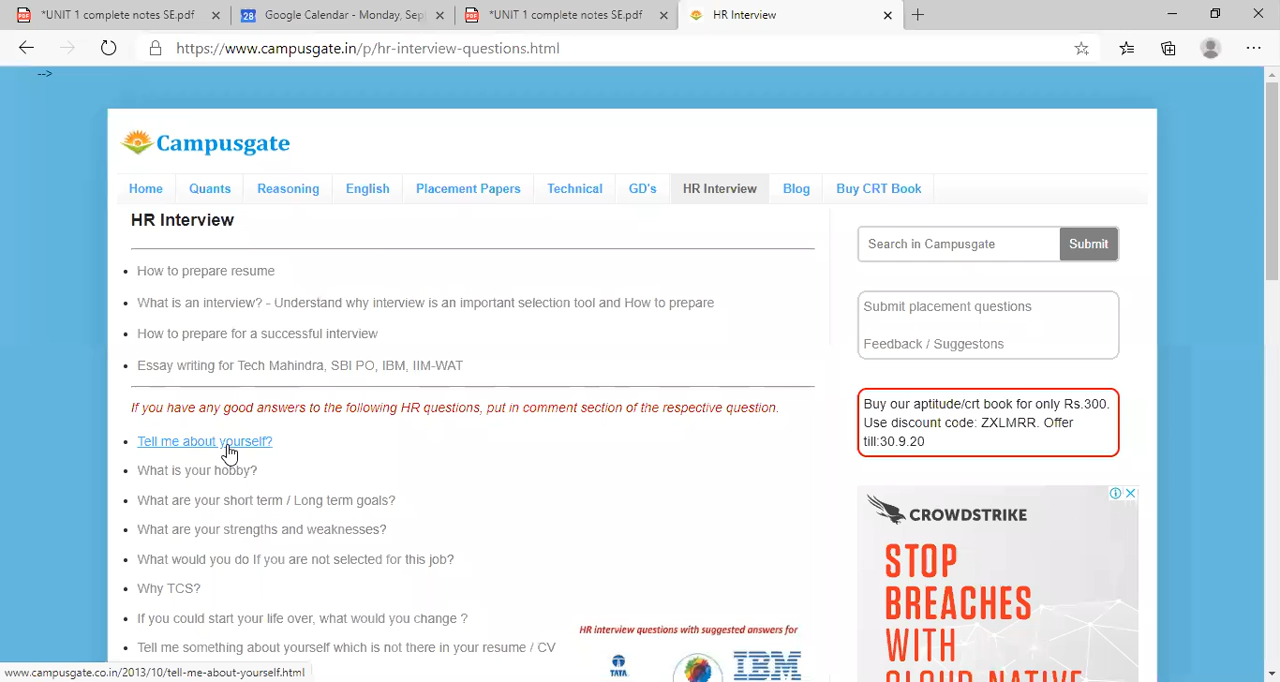 *UNIT 1 complete notes SE.pdf
28 Google Calendar - Monday, Sep
*UNIT 1 complete notes SE.pdf
HR Interview
https://www.campusgate.in/p/hr-interview-questions.html
-->
Campusgate
Home Quants Reasoning English Placement Papers Technical GD's HR Interview Blog Buy CRT Book
HR Interview
How to prepare resume
What is an interview? - Understand why interview is an important selection tool and How to prepare
How to prepare for a successful interview
Essay writing for Tech Mahindra, SBI PO, IBM, IIM-WAT
If you have any good answers to the following HR questions, put in comment section of the respective question.
Tell me about yourself?
What is your hobby?
What are your short term / Long term goals?
What are your strengths and weaknesses?
What would you do If you are not selected for this job?
Why TCS?
If you could start your life over, what would you change ?
Tell me something about yourself which is not there in your resume / CV
HR interview questions with suggested answers for
TATA
IBM
Search in Campusgate Submit
Submit placement questions
Feedback / Suggestons
Buy our aptitude/crt book for only Rs.300.
Use discount code: ZXLMRR. Offer
till:30.9.20
CROWDSTRIKE
STOP
BREACHES
WITH
CLOUD-NATIVE
www.campusgate.co.in/2013/10/tell-me-about-yourself.html